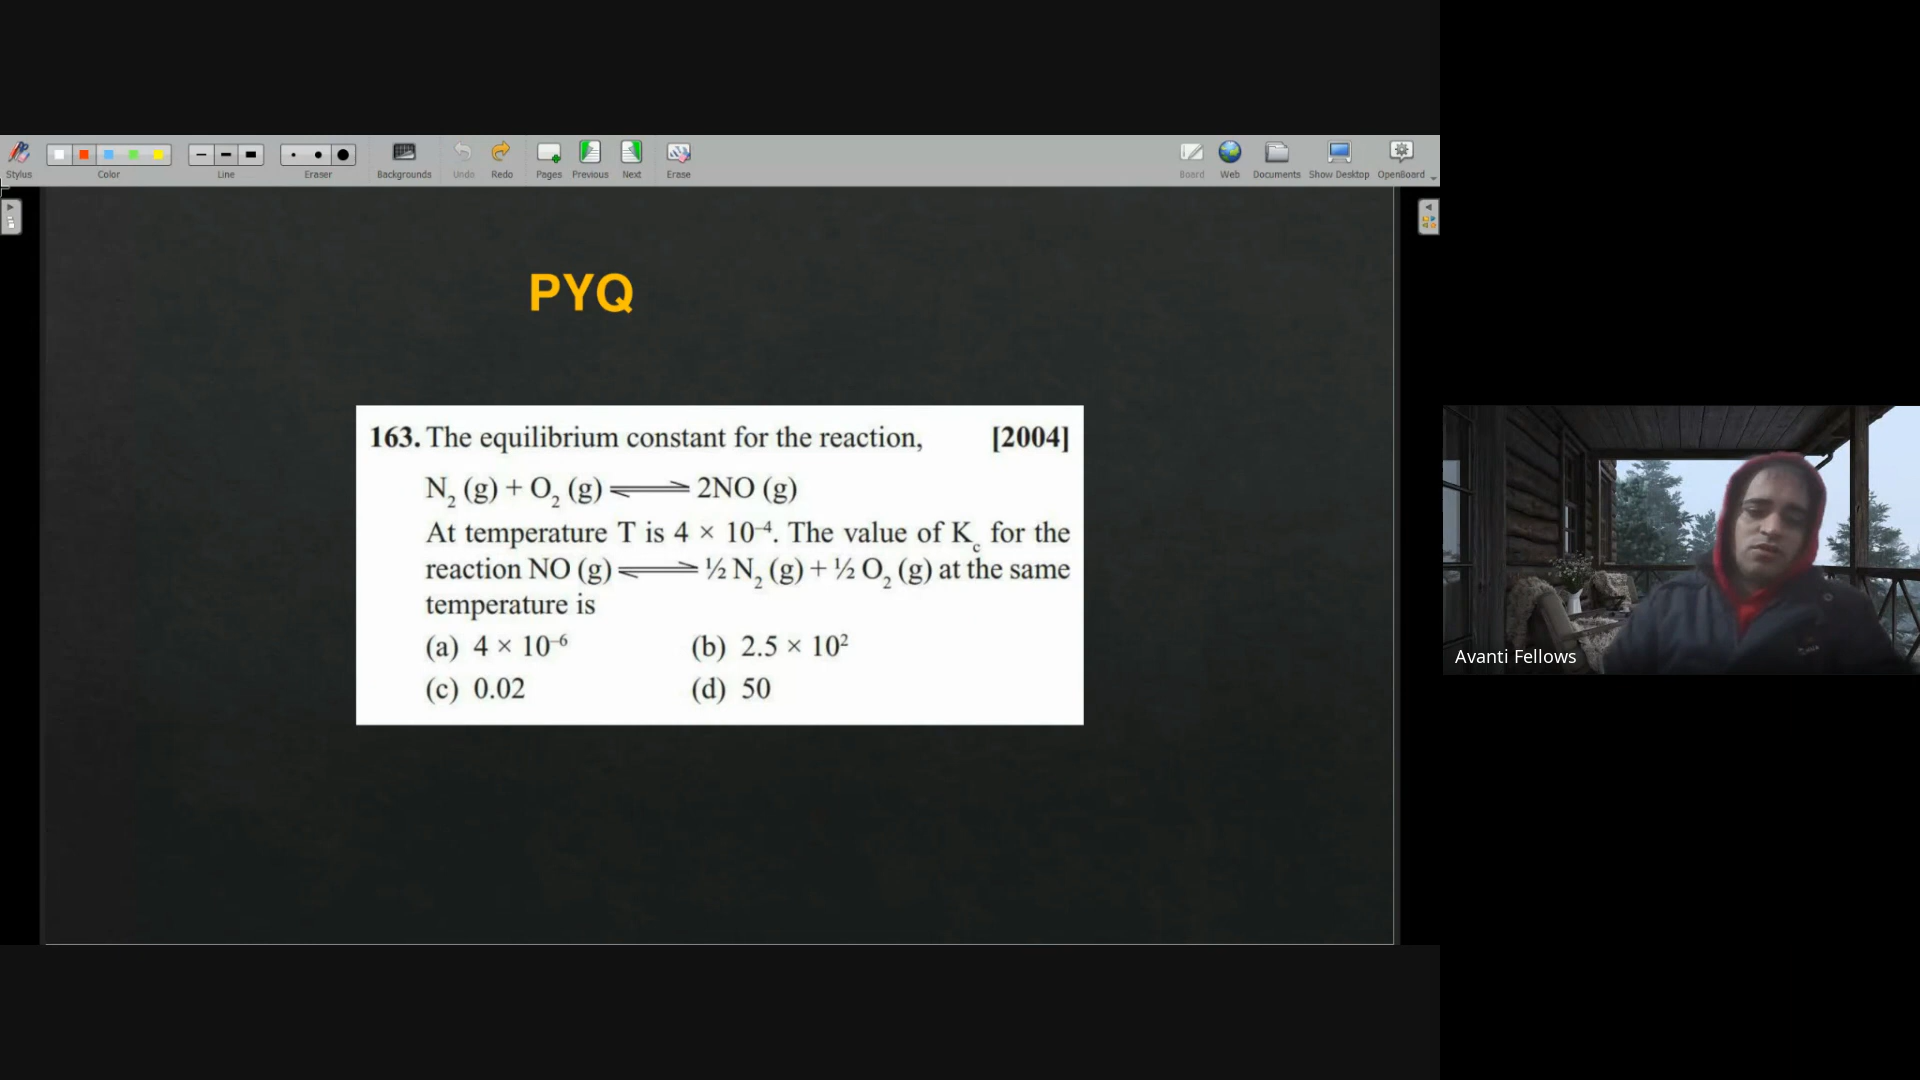 Stylus Color Line Eraser Backgrounds Undo Redo Pages Previous Next Erase Board Web Documents Show Desktop OpenBoard
PYQ
163. The equilibrium constant for the reaction, [2004]
N₂ (g) + O₂ (g) ⇌ 2NO (g)
At temperature T is 4 × 10⁻⁴. The value of K꜀ for the
reaction NO (g) ⇌ ½ N₂ (g) + ½ O₂ (g) at the same
temperature is
(a) 4 × 10⁻⁶ (b) 2.5 × 10²
(c) 0.02 (d) 50
Avanti Fellows